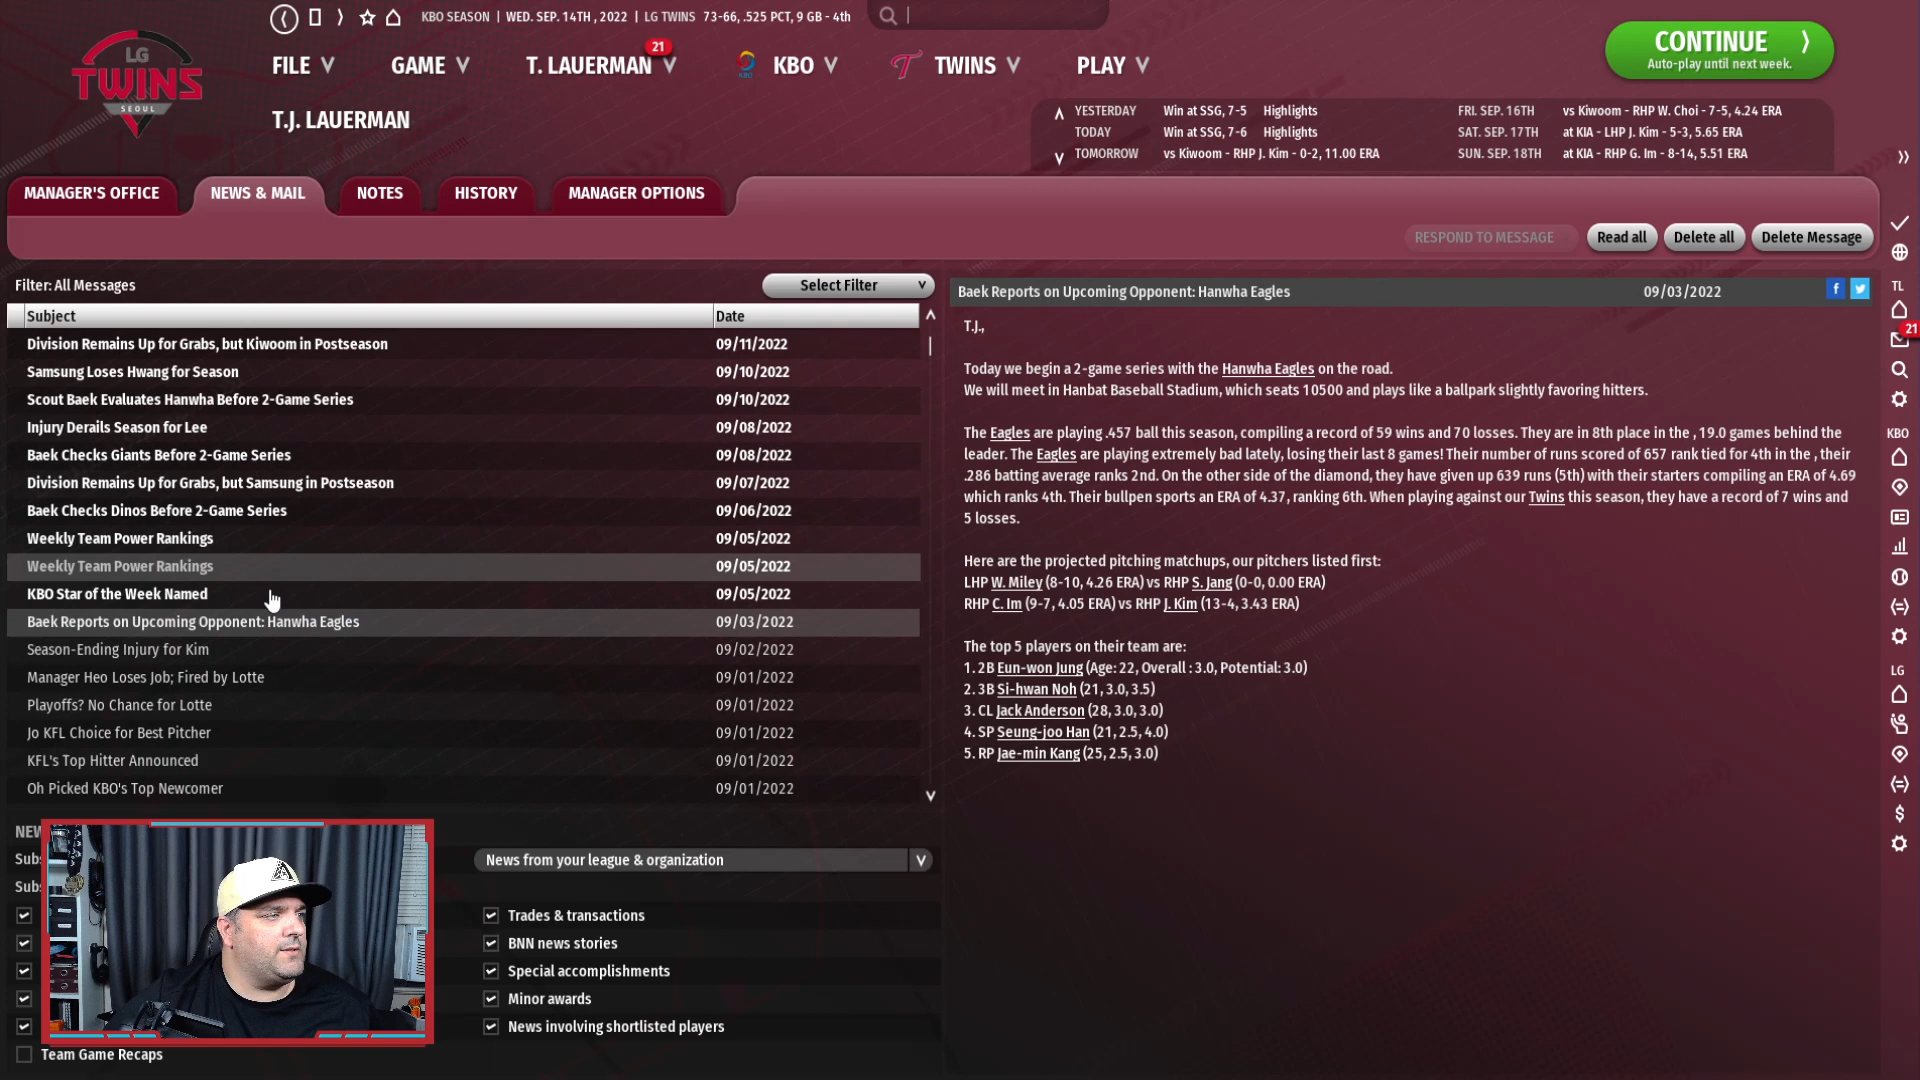 KBO SEASON | WED. SEP. 14TH , 2022 | LG TWINS 73-66, .525 PCT, 9 GB - 4th
LG
TWINS
SEOUL
FILE
GAME
T. LAUERMAN
21
KBO
TWINS
PLAY
CONTINUE
Auto-play until next week.
T.J. LAUERMAN
YESTERDAY Win at SSG, 7-5 Highlights FRI. SEP. 16TH vs Kiwoom - RHP W. Choi - 7-5, 4.24 ERA
TODAY Win at SSG, 7-6 Highlights SAT. SEP. 17TH at KIA - LHP J. Kim - 5-3, 5.65 ERA
TOMORROW vs Kiwoom - RHP J. Kim - 0-2, 11.00 ERA SUN. SEP. 18TH at KIA - RHP G. Im - 8-14, 5.51 ERA
MANAGER'S OFFICE
NEWS & MAIL
NOTES
HISTORY
MANAGER OPTIONS
RESPOND TO MESSAGE
Read all
Delete all
Delete Message
Filter: All Messages
Select Filter
Subject Date
Division Remains Up for Grabs, but Kiwoom in Postseason 09/11/2022
Samsung Loses Hwang for Season 09/10/2022
Scout Baek Evaluates Hanwha Before 2-Game Series 09/10/2022
Injury Derails Season for Lee 09/08/2022
Baek Checks Giants Before 2-Game Series 09/08/2022
Division Remains Up for Grabs, but Samsung in Postseason 09/07/2022
Baek Checks Dinos Before 2-Game Series 09/06/2022
Weekly Team Power Rankings 09/05/2022
Weekly Team Power Rankings 09/05/2022
KBO Star of the Week Named 09/05/2022
Baek Reports on Upcoming Opponent: Hanwha Eagles 09/03/2022
Season-Ending Injury for Kim 09/02/2022
Manager Heo Loses Job; Fired by Lotte 09/01/2022
Playoffs? No Chance for Lotte 09/01/2022
Jo KFL Choice for Best Pitcher 09/01/2022
KFL's Top Hitter Announced 09/01/2022
Oh Picked KBO's Top Newcomer 09/01/2022
Baek Reports on Upcoming Opponent: Hanwha Eagles 09/03/2022
T.J.,
Today we begin a 2-game series with the Hanwha Eagles on the road.
We will meet in Hanbat Baseball Stadium, which seats 10500 and plays like a ballpark slightly favoring hitters.
The Eagles are playing .457 ball this season, compiling a record of 59 wins and 70 losses. They are in 8th place in the , 19.0 games behind the
leader. The Eagles are playing extremely bad lately, losing their last 8 games! Their number of runs scored of 657 rank tied for 4th in the , their
.286 batting average ranks 2nd. On the other side of the diamond, they have given up 639 runs (5th) with their starters compiling an ERA of 4.69
which ranks 4th. Their bullpen sports an ERA of 4.37, ranking 6th. When playing against our Twins this season, they have a record of 7 wins and
5 losses.
Here are the projected pitching matchups, our pitchers listed first:
LHP W. Miley (8-10, 4.26 ERA) vs RHP S. Jang (0-0, 0.00 ERA)
RHP C. Im (9-7, 4.05 ERA) vs RHP J. Kim (13-4, 3.43 ERA)
The top 5 players on their team are:
1. 2B Eun-won Jung (Age: 22, Overall : 3.0, Potential: 3.0)
2. 3B Si-hwan Noh (21, 3.0, 3.5)
3. CL Jack Anderson (28, 3.0, 3.0)
4. SP Seung-joo Han (21, 2.5, 4.0)
5. RP Jae-min Kang (25, 2.5, 3.0)
TL
21
KBO
LG
$
News from your league & organization
Trades & transactions
BNN news stories
Special accomplishments
Minor awards
News involving shortlisted players
Team Game Recaps